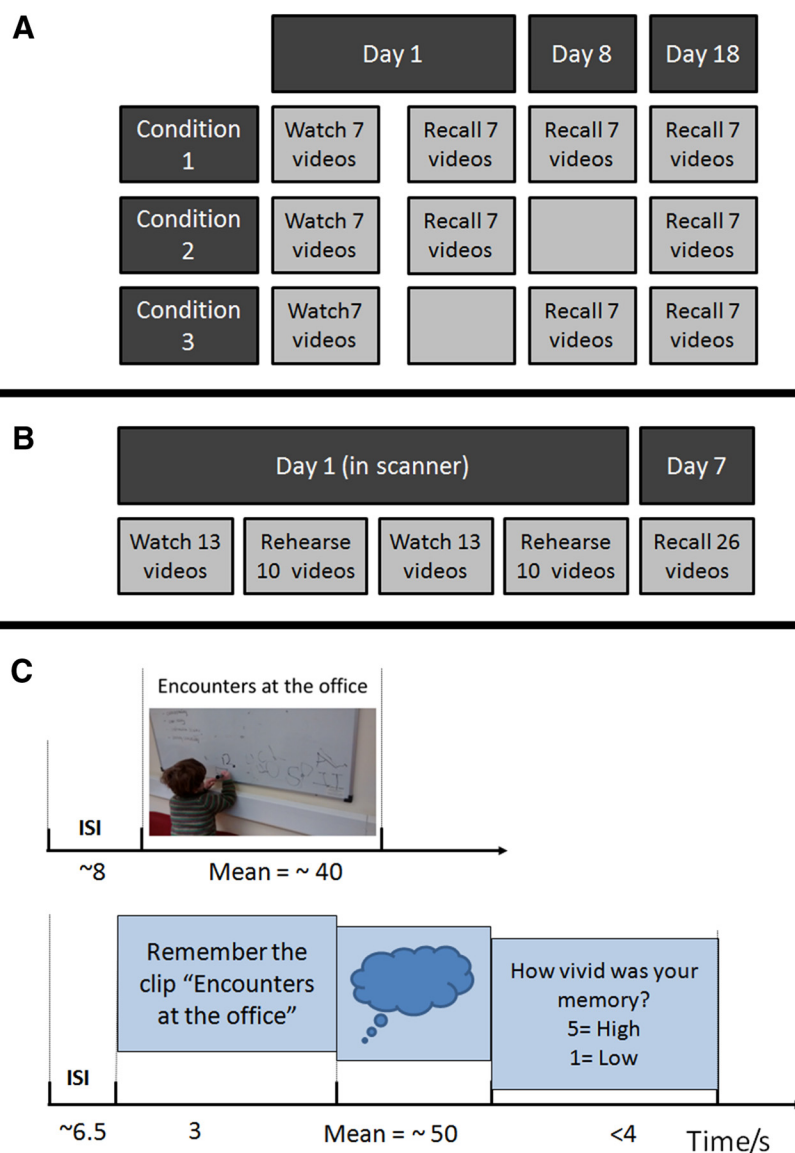 A
Day 1
Day 8
Day 18
Condition
1
Watch 7
videos
Recall 7
videos
Recall 7
videos
Recall 7
videos
Condition
2
Watch 7
videos
Recall 7
videos
Recall 7
videos
Condition
3
Watch7
videos
Recall 7
videos
Recall 7
videos
B
Day 1 (in scanner)
Day 7
Watch 13
videos
Rehearse
10 videos
Watch 13
videos
Rehearse
10 videos
Recall 26
videos
C
Encounters at the office
ISI
~8
Mean = ~ 40
Remember the
clip “Encounters
at the office”
How vivid was your
memory?
5= High
1= Low
ISI
~6.5
3
Mean = ~ 50
<4
Time/s